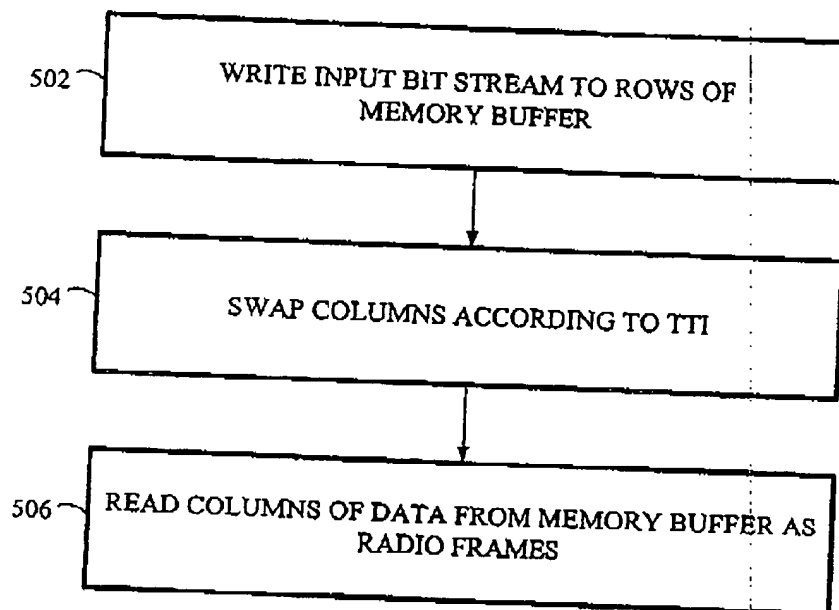 502
WRITE INPUT BIT STREAM TO ROWS OF
MEMORY BUFFER
504
SWAP COLUMNS ACCORDING TO TTI
506
READ COLUMNS OF DATA FROM MEMORY BUFFER AS
RADIO FRAMES